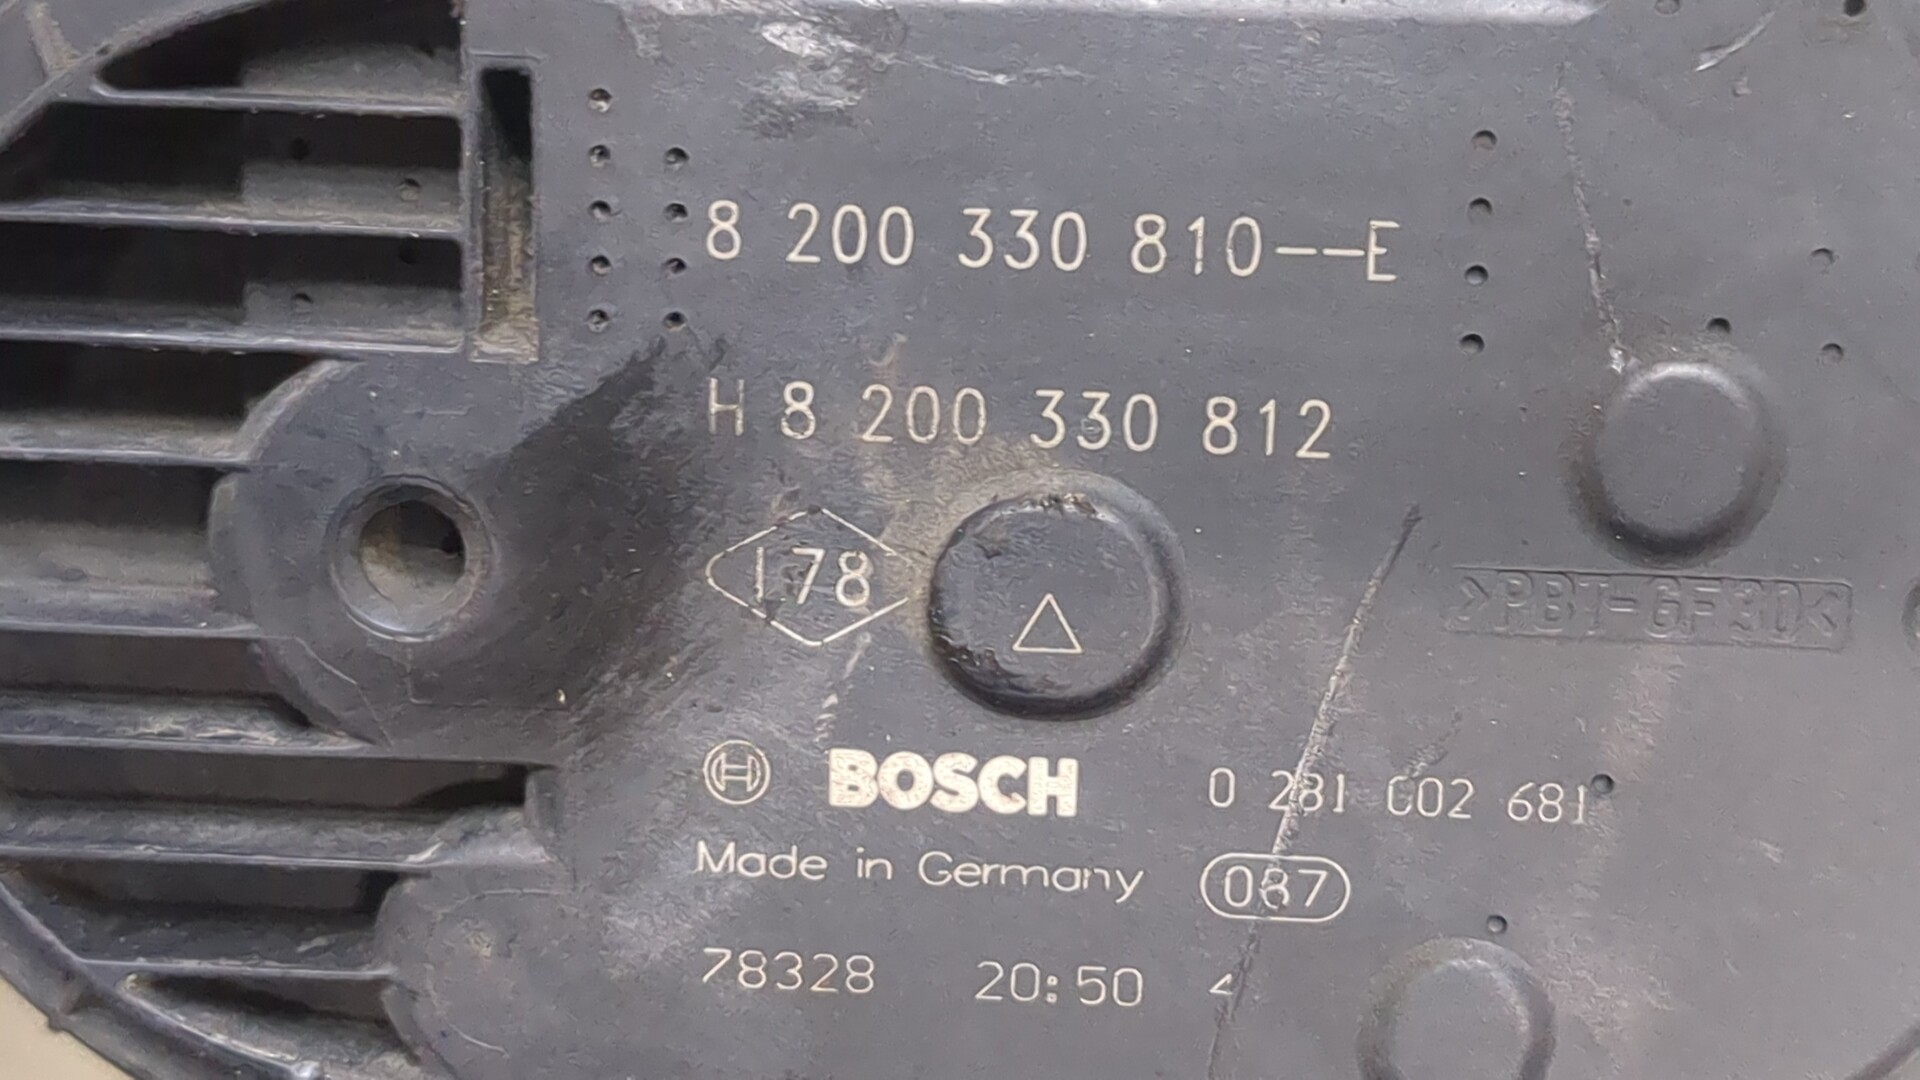 8 200 330 810--E
H 8 200 330 812
L78
>PBT-GF30<
BOSCH 0 281 002 681
Made in Germany 087
78328 20:50 4